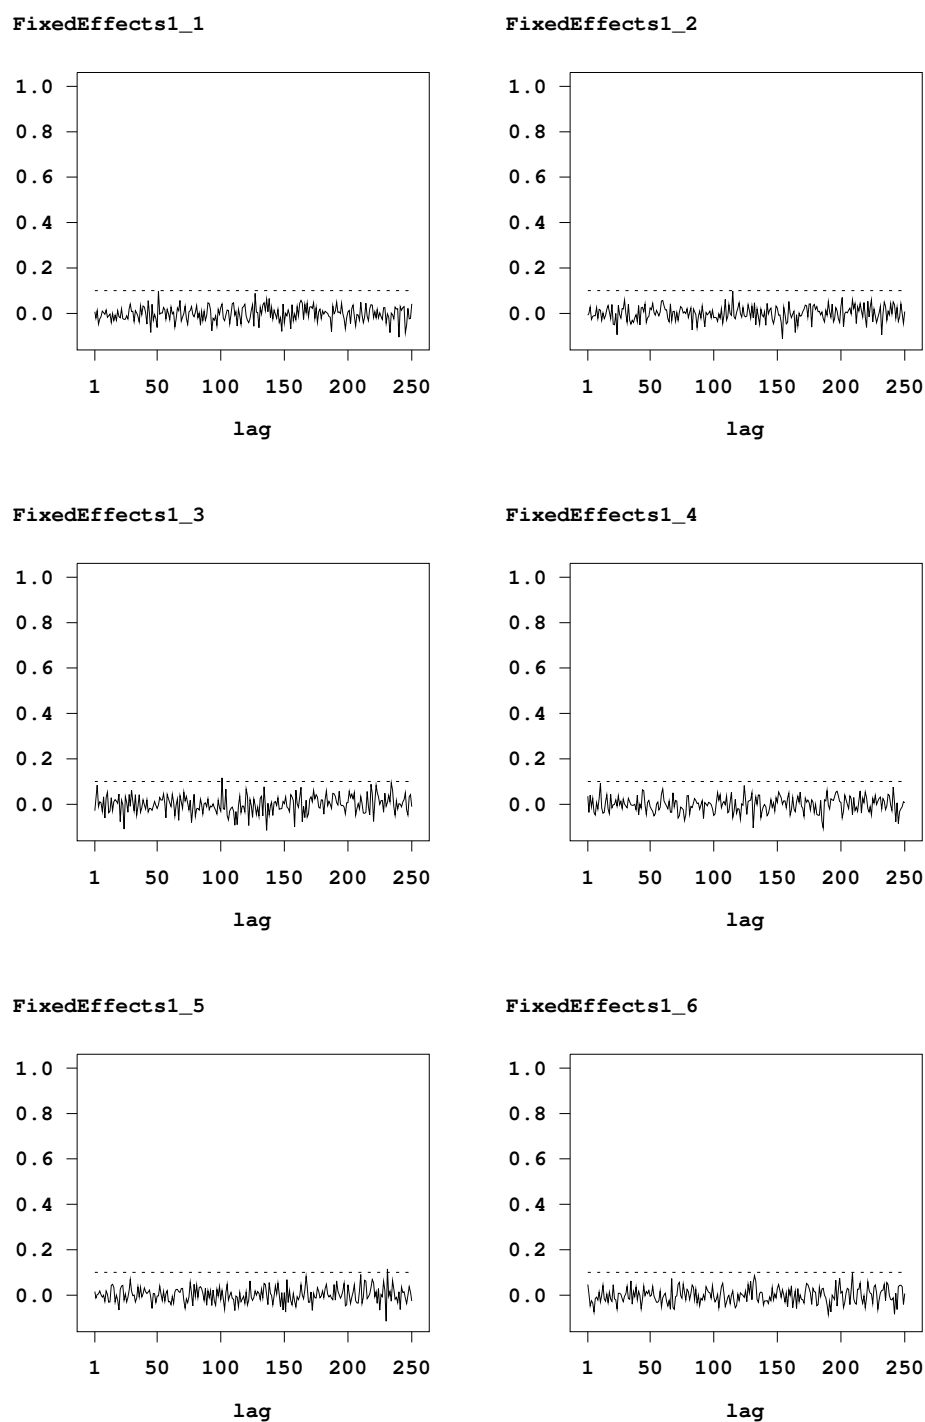 FixedEffects1_1
1.0
0.8
0.6
0.4
0.2
0.0
1 50 100 150 200 250
lag
FixedEffects1_2
1.0
0.8
0.6
0.4
0.2
0.0
1 50 100 150 200 250
lag
FixedEffects1_3
1.0
0.8
0.6
0.4
0.2
0.0
1 50 100 150 200 250
lag
FixedEffects1_4
1.0
0.8
0.6
0.4
0.2
0.0
1 50 100 150 200 250
lag
FixedEffects1_5
1.0
0.8
0.6
0.4
0.2
0.0
1 50 100 150 200 250
lag
FixedEffects1_6
1.0
0.8
0.6
0.4
0.2
0.0
1 50 100 150 200 250
lag